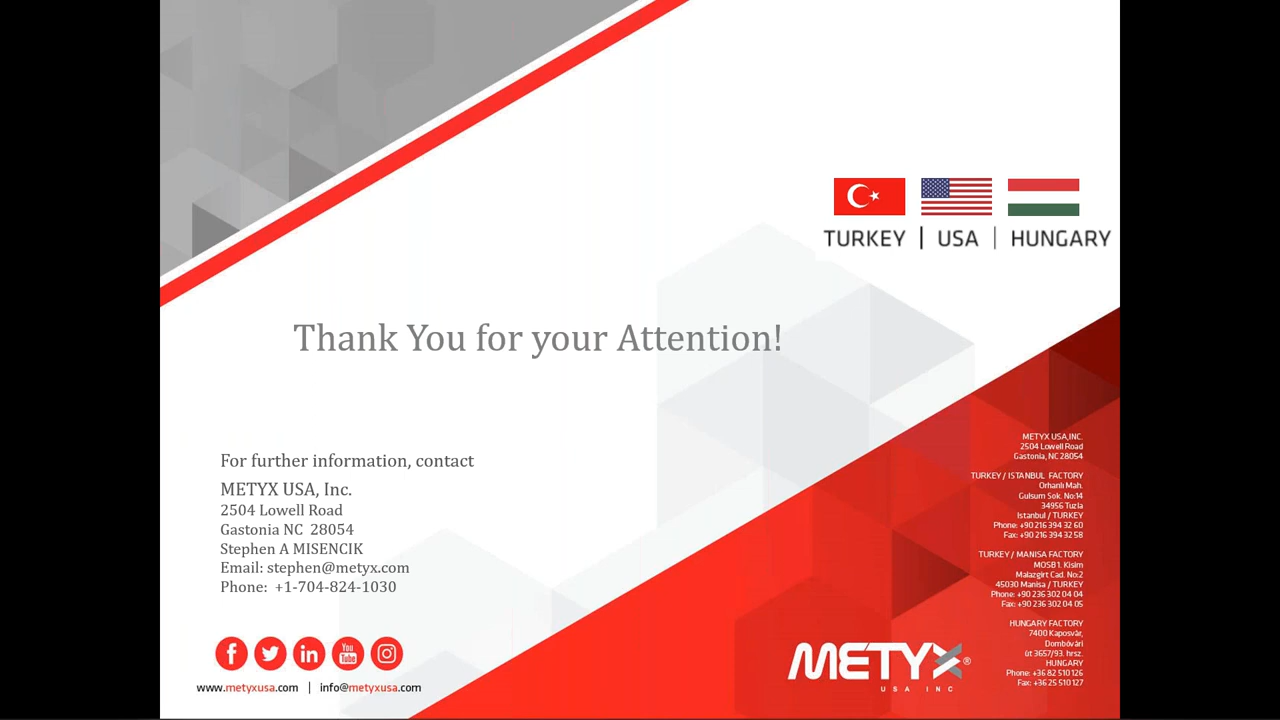 TURKEY | USA | HUNGARY
Thank You for your Attention!
For further information, contact
METYX USA, Inc.
2504 Lowell Road
Gastonia NC 28054
Stephen A MISENCIK
Email: stephen@metyx.com
Phone: +1-704-824-1030
You
Tube
www.metyxusa.com | info@metyxusa.com
METYX USA,INC.
2504 Lowell Road
Gastonia, NC 28054
TURKEY / ISTANBUL FACTORY
Orhanlı Mah.
Gulsum Sok. No:14
34956 Tuzla
Istanbul / TURKEY
Phone: +90 216 394 32 60
Fax: +90 216 394 32 58
TURKEY / MANISA FACTORY
MOSB 1. Kisim
Malazgirt Cad. No:2
45030 Manisa / TURKEY
Phone: +90 236 302 04 04
Fax: +90 236 302 04 05
HUNGARY FACTORY
7400 Kaposvár,
Dombóvári
út 3657/93. hrsz.
HUNGARY
Phone: +36 82 510 126
Fax: +36 25 510 127
METYX®
USA INC